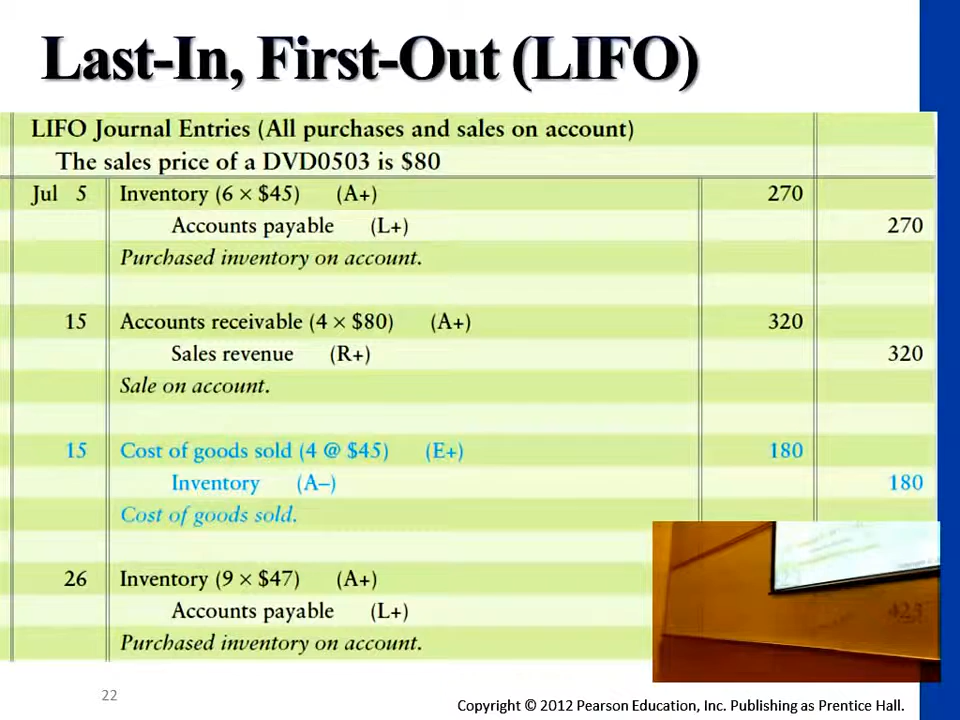 Last-In, First-Out (LIFO)
LIFO Journal Entries (All purchases and sales on account)
The sales price of a DVD0503 is $80
Jul 5 Inventory (6 × $45) (A+) 270
Accounts payable (L+) 270
Purchased inventory on account.
15 Accounts receivable (4 × $80) (A+) 320
Sales revenue (R+) 320
Sale on account.
15 Cost of goods sold (4 @ $45) (E+) 180
Inventory (A–) 180
Cost of goods sold.
26 Inventory (9 × $47) (A+)
Accounts payable (L+) 423
Purchased inventory on account.
22
Copyright © 2012 Pearson Education, Inc. Publishing as Prentice Hall.